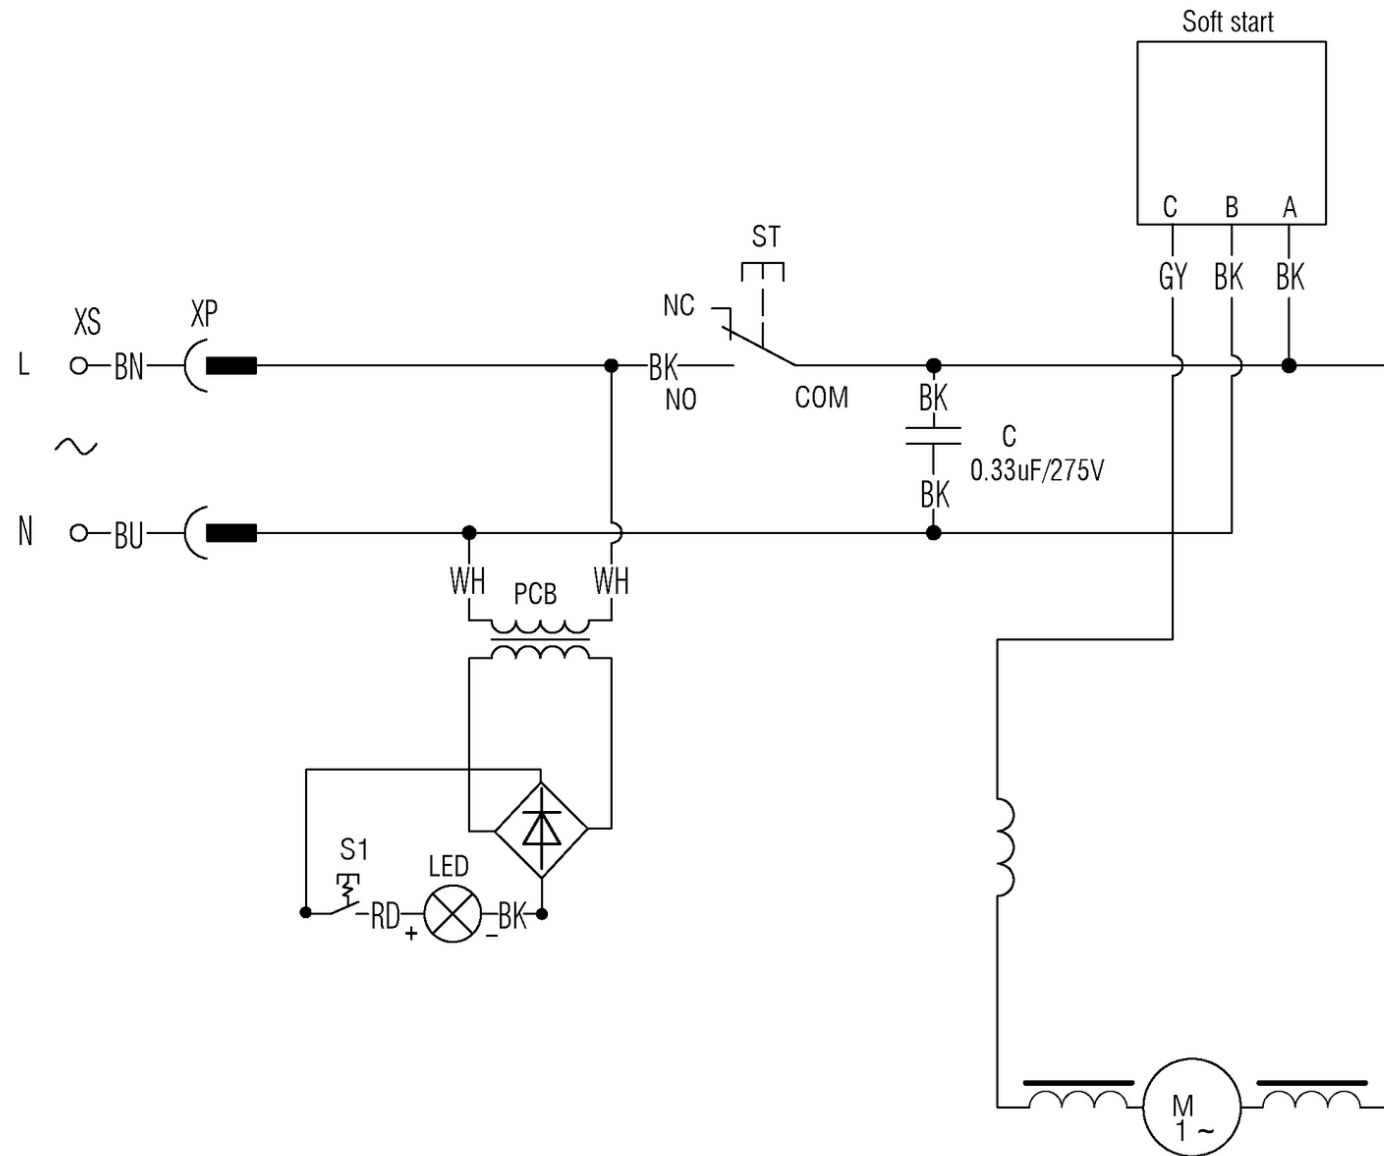 Soft start
C B A
GY BK BK
ST
NC
XS XP
L BN BK
NO COM
BK
C
0.33uF/275V
BK
N BU
WH PCB WH
S1
LED
RD + - BK
M
1 ~